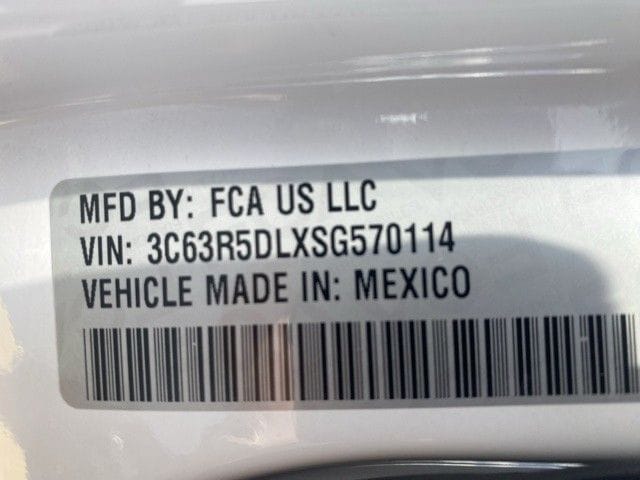 MFD BY: FCA US LLC
VIN: 3C63R5DLXSG570114
VEHICLE MADE IN: MEXICO